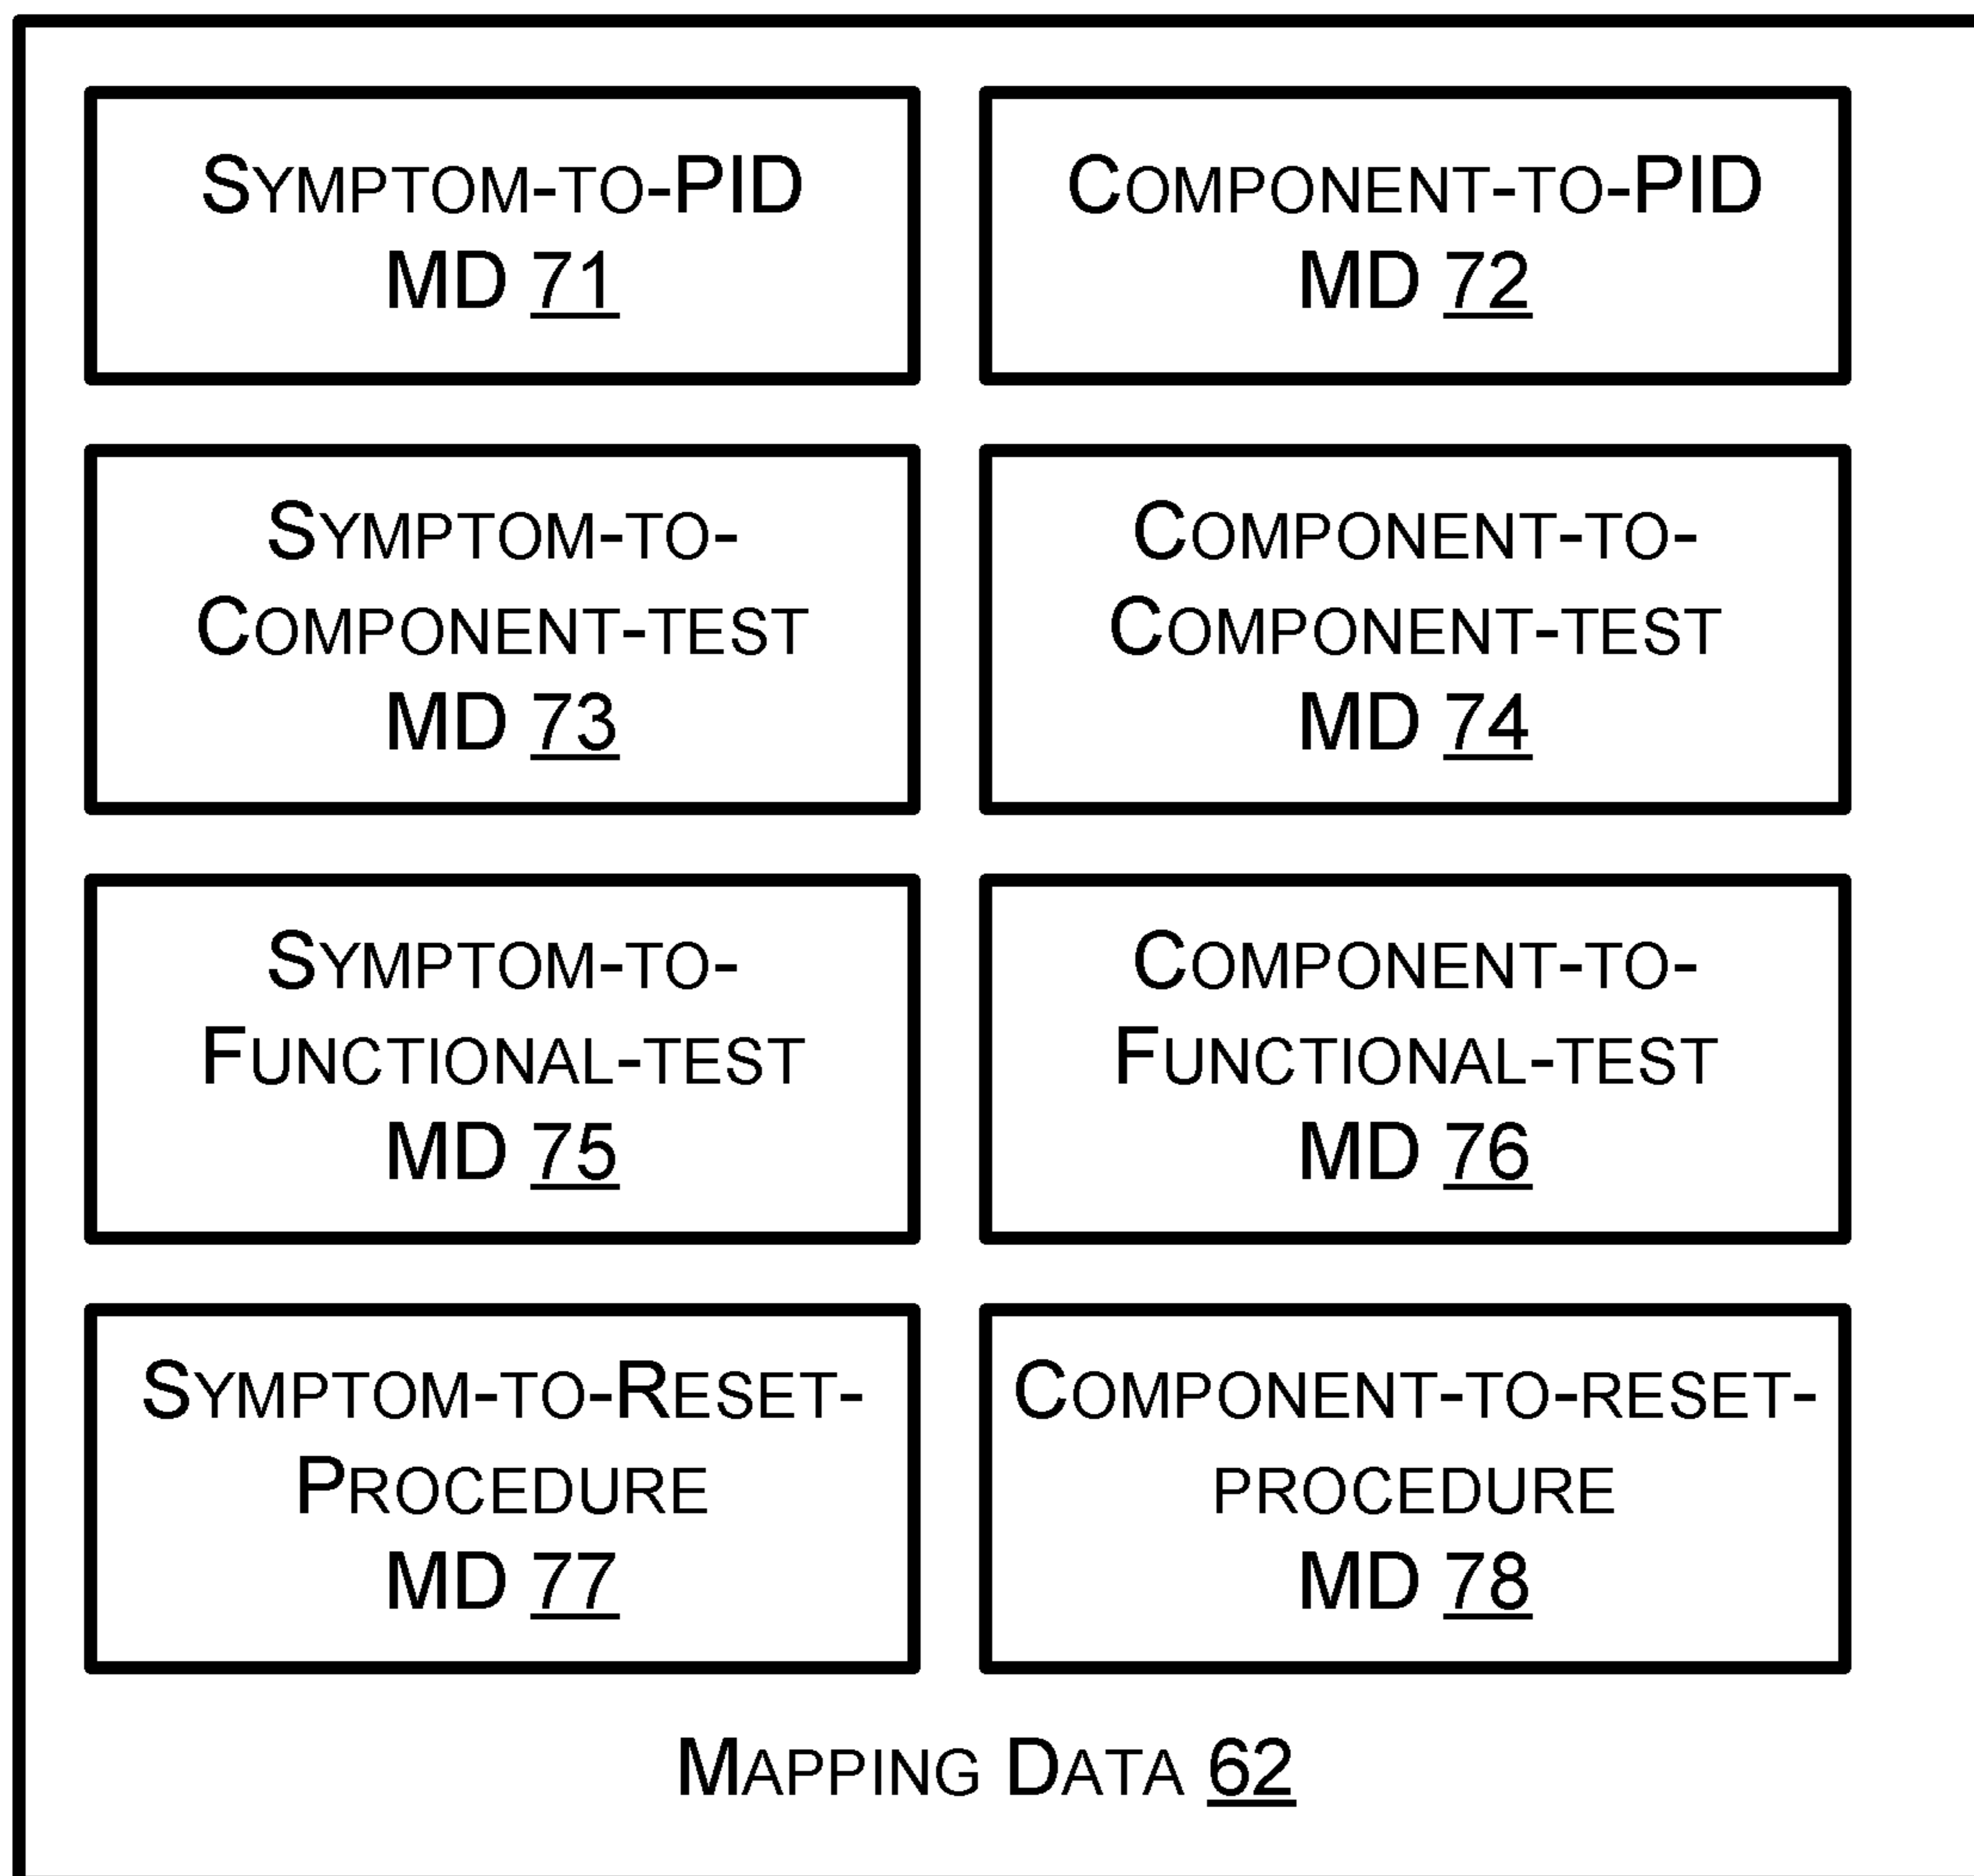 Symptom-to-PID
MD 71
Component-to-PID
MD 72
Symptom-to-
Component-test
MD 73
Component-to-
Component-test
MD 74
Symptom-to-
Functional-test
MD 75
Component-to-
Functional-test
MD 76
Symptom-to-Reset-
Procedure
MD 77
Component-to-reset-
procedure
MD 78
Mapping Data 62